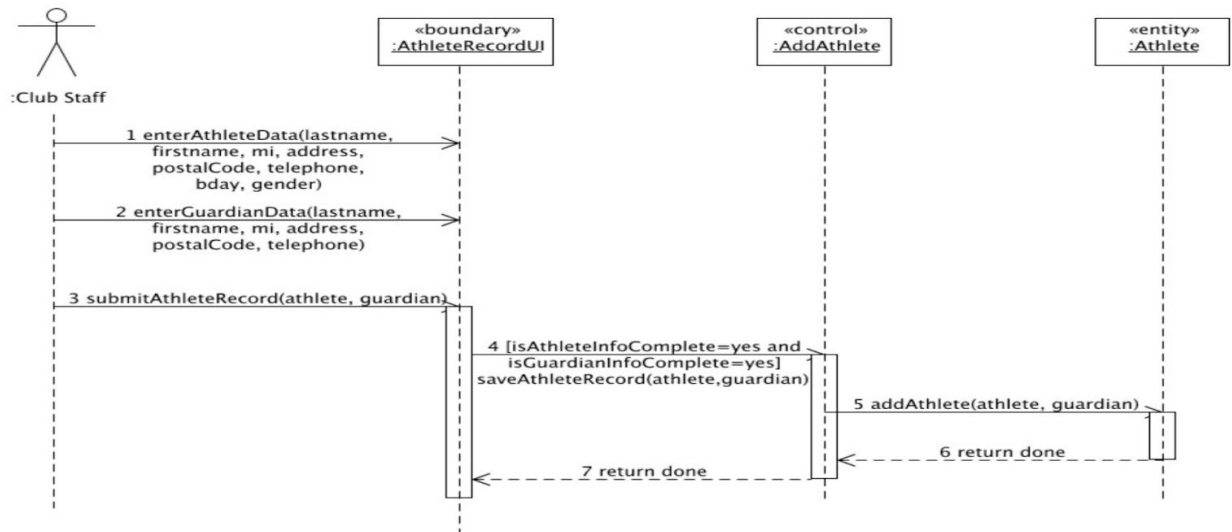 «boundary»
:AthleteRecordUI
«control»
:AddAthlete
«entity»
:Athlete
:Club Staff
1 enterAthleteData(lastname,
firstname, mi, address,
postalCode, telephone,
bday, gender)
2 enterGuardianData(lastname,
firstname, mi, address,
postalCode, telephone)
3 submitAthleteRecord(athlete, guardian)
4 [isAthleteInfoComplete=yes and
isGuardianInfoComplete=yes]
saveAthleteRecord(athlete,guardian)
5 addAthlete(athlete, guardian)
6 return done
7 return done